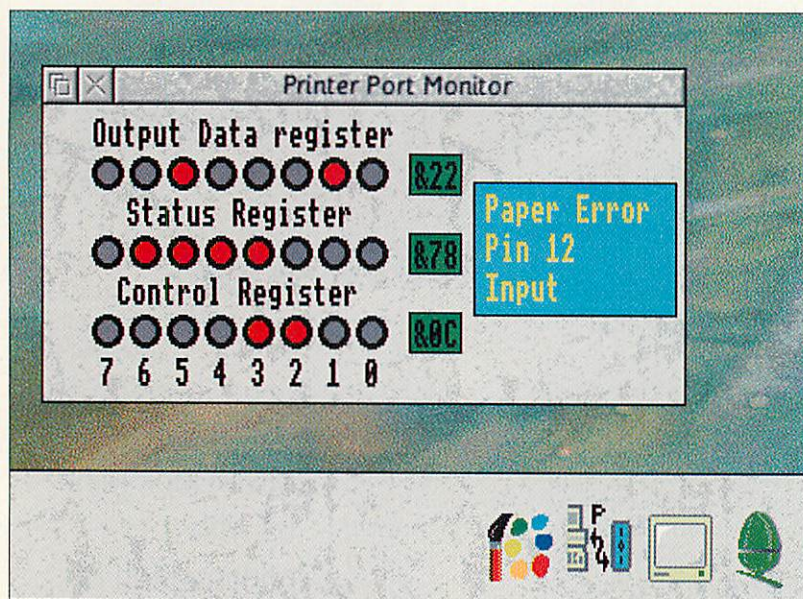 Printer Port Monitor
Output Data register
&22
Status Register
&78
Control Register
&0C
7 6 5 4 3 2 1 0
Paper Error
Pin 12
Input
P